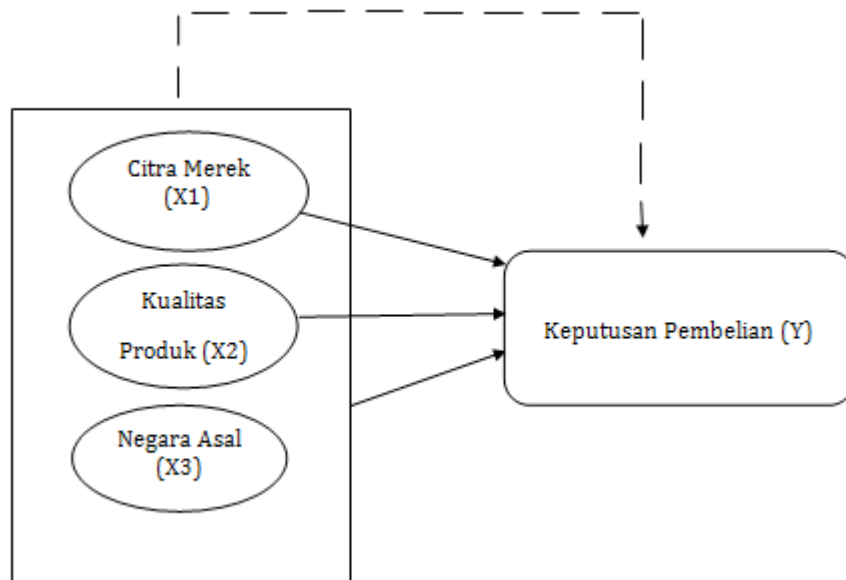 Citra Merek
(X1)
Kualitas
Produk (X2)
Negara Asal
(X3)
Keputusan Pembelian (Y)